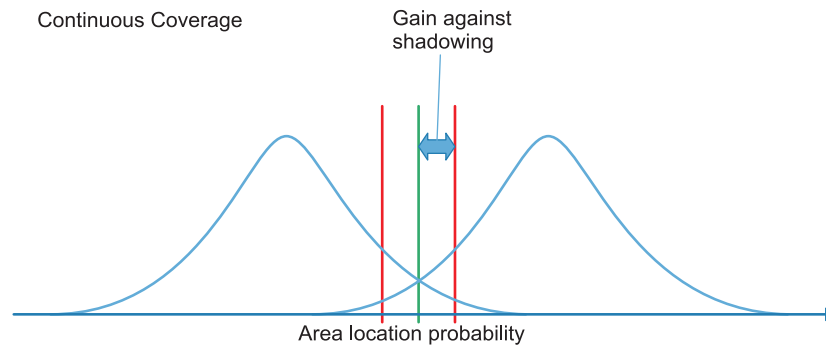 Continuous Coverage
Gain against
shadowing
Area location probability